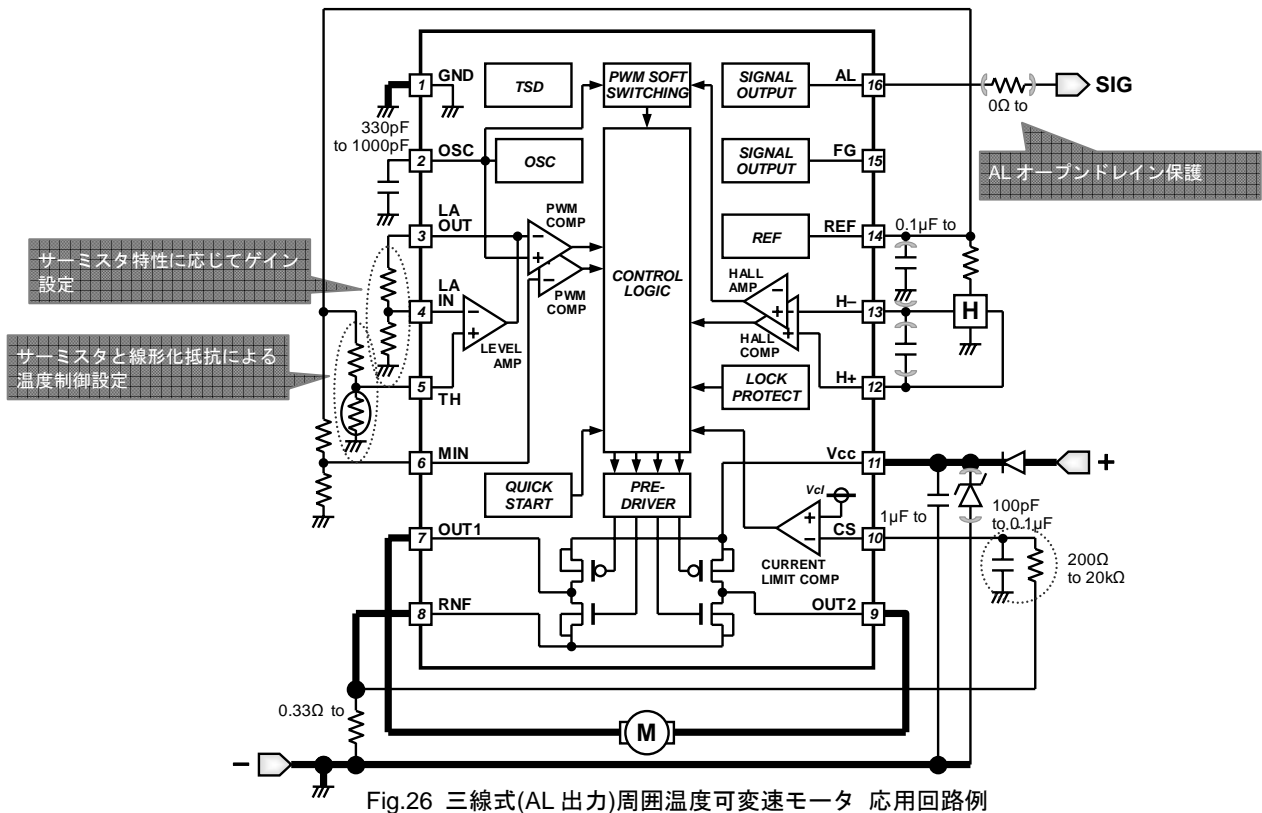 1
GND
330pF
to 1000pF
2
OSC
LA
OUT
3
LA
IN
4
5
TH
6
MIN
7
OUT1
8
RNF
0.33Ω to
−
サーミスタ特性に応じてゲイン
設定
サーミスタと線形化抵抗による
温度制御設定
TSD
OSC
PWM SOFT
SWITCHING
PWM
COMP
−
+
−
PWM
COMP
−
+
LEVEL
AMP
CONTROL
LOGIC
QUICK
START
PRE-
DRIVER
SIGNAL
OUTPUT
AL
16
0Ω to
SIG
AL オープンドレイン保護
SIGNAL
OUTPUT
FG
15
REF
REF
14
0.1µF to
HALL
AMP
−
+
−
+
HALL
COMP
H−
13
H
H+
12
LOCK
PROTECT
Vcc
11
+
1µF to
100pF
to 0.1µF
Vcl
+
−
CS
10
CURRENT
LIMIT COMP
200Ω
to 20kΩ
OUT2
9
M
Fig.26 三線式(AL 出力)周囲温度可変速モータ 応用回路例